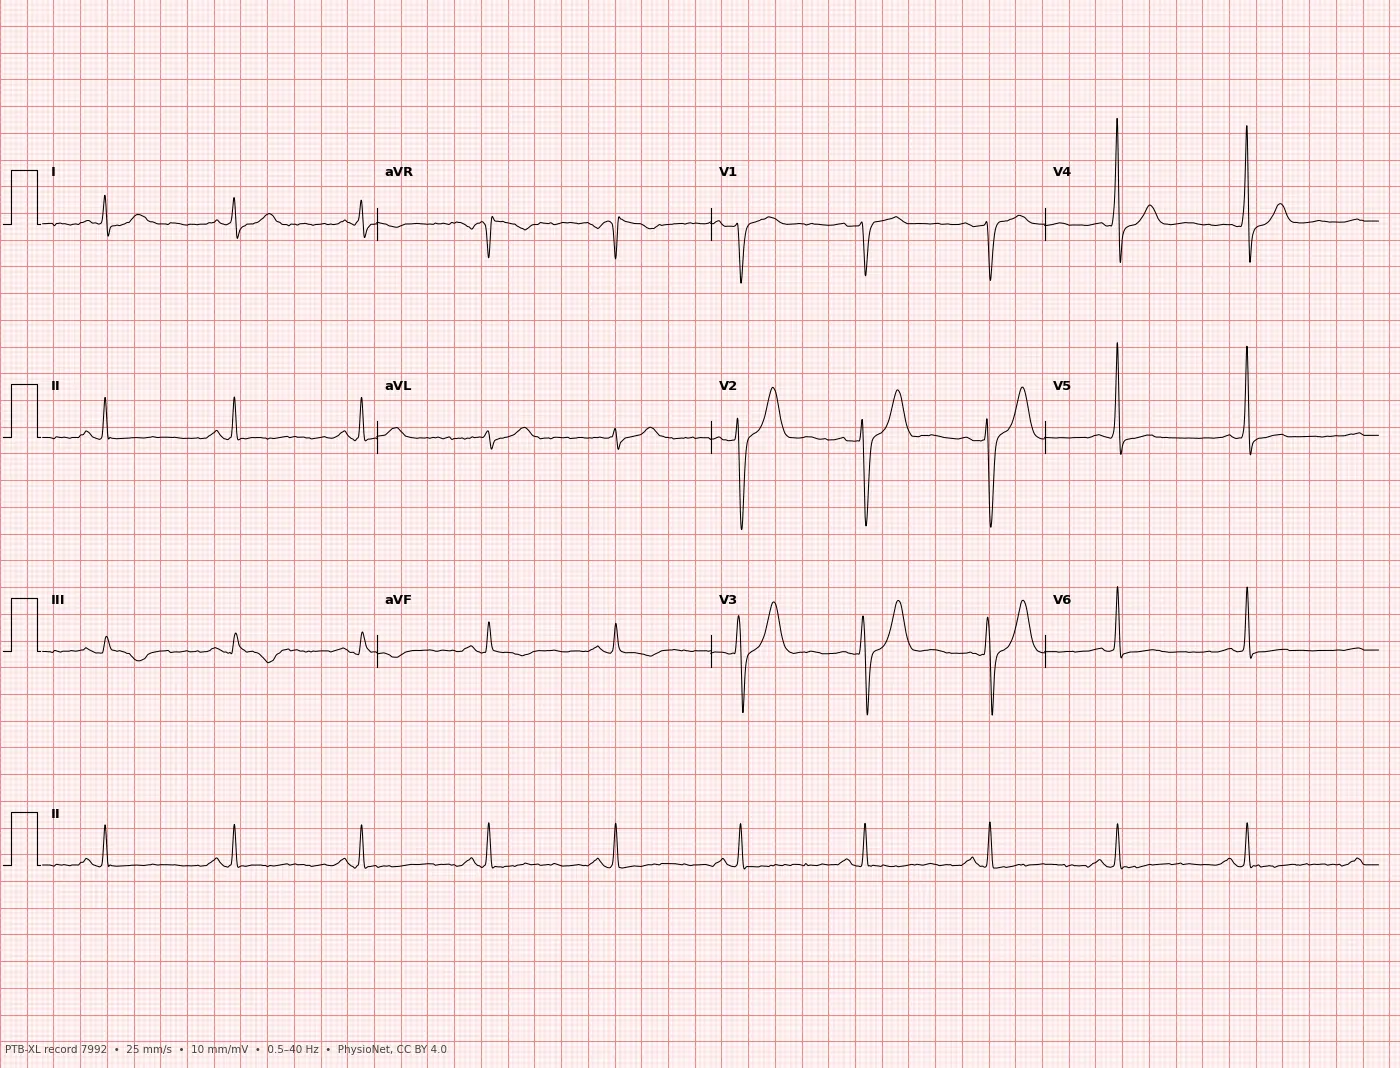 I aVR V1 V4
II aVL V2 V5
III aVF V3 V6
II
PTB-XL record 7992 • 25 mm/s • 10 mm/mV • 0.5–40 Hz • PhysioNet, CC BY 4.0